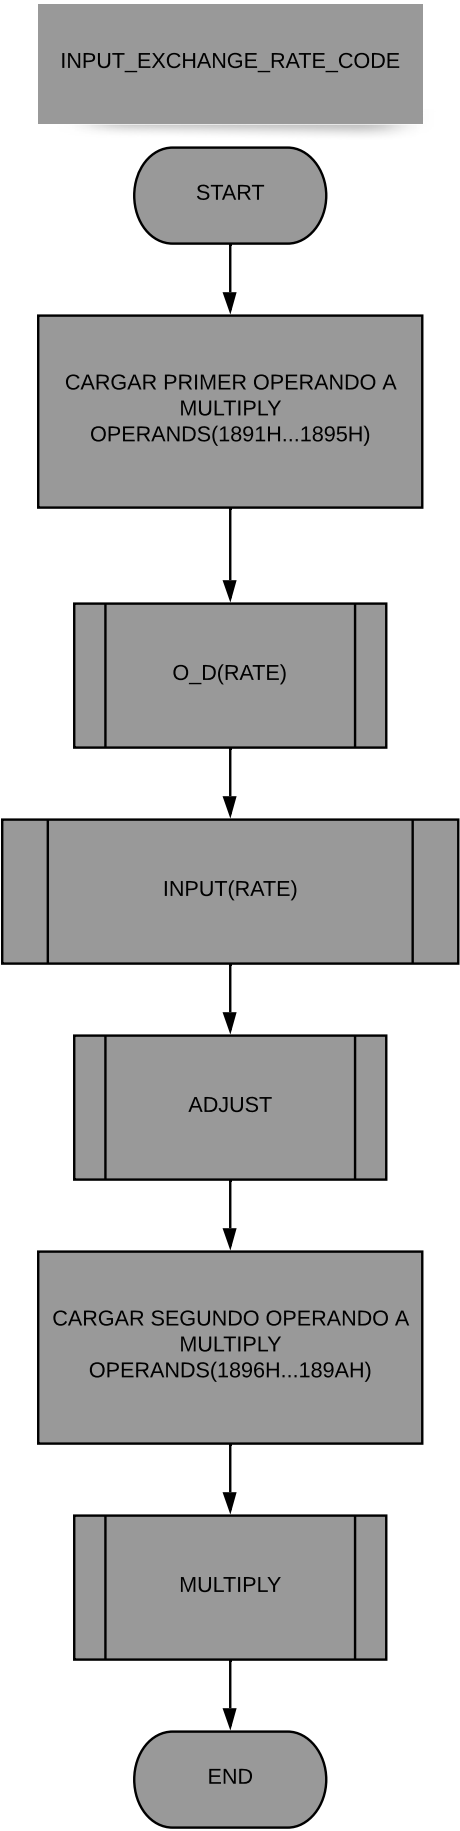 INPUT_EXCHANGE_RATE_CODE
START
CARGAR PRIMER OPERANDO A
MULTIPLY
OPERANDS(1891H...1895H)
O_D(RATE)
INPUT(RATE)
ADJUST
CARGAR SEGUNDO OPERANDO A
MULTIPLY
OPERANDS(1896H...189AH)
MULTIPLY
END